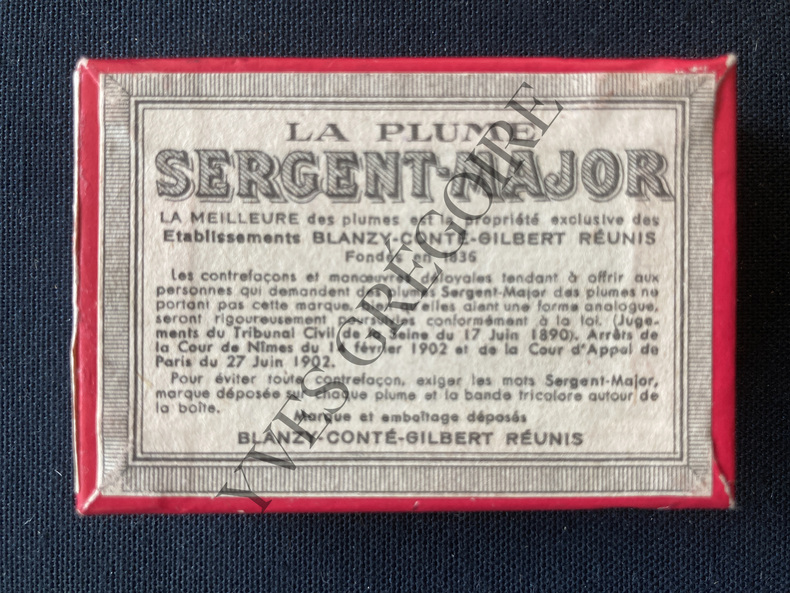 LA PLUME
SERGENT-MAJOR
LA MEILLEURE des plumes est la propriété exclusive des
Etablissements BLANZY-CONTÉ-GILBERT RÉUNIS
Fondés en 1836
Les contrefaçons et manœuvres déloyales tendant à offrir aux
personnes qui demandent des plumes Sergent-Major des plumes ne
portant pas cette marque, bien qu'elles aient une forme analogue,
seront rigoureusement poursuivies conformément à la loi. (Juge-
ments du Tribunal Civil de la Seine du 17 Juin 1890). Arrêts de
la Cour de Nîmes du février 1902 et de la Cour d'Appel de
Paris du 27 Juin 1902.
Pour éviter toute contrefaçon, exiger les mots Sergent-Major,
marque déposée sur chaque plume et la bande tricolore autour de
la boîte.
Marque et emboîtage déposés
BLANZY-CONTÉ-GILBERT RÉUNIS
YVES GREGOIRE